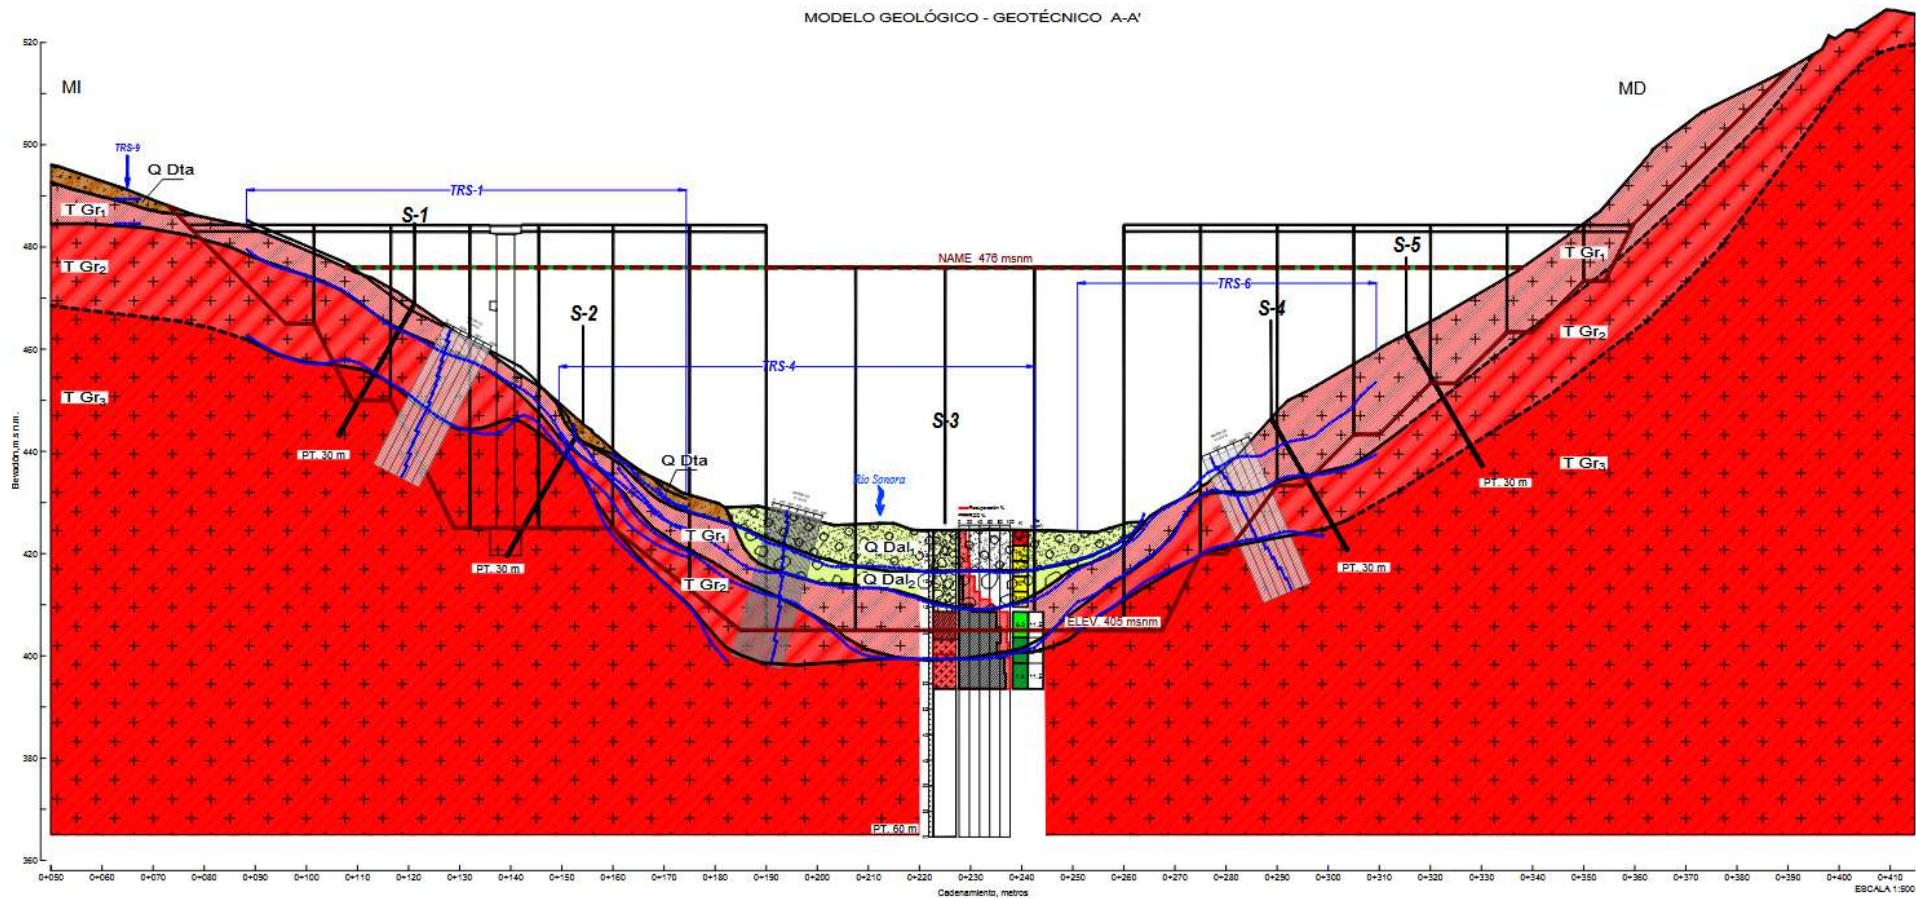 MODELO GEOLÓGICO - GEOTÉCNICO A-A'
520
MI
MD
500
TRS-9
Q Dta
TRS-1
T Gr1
S-1
S-5
480
T Gr1
T Gr2
NAME 476 msnm
TRS-6
S-2
S-4
T Gr2
460
TRS-4
T Gr3
S-3
PT. 30 m
440
Q Dta
T Gr3
Río Sonora
PT. 30 m
Elevación, m.s.n.m.
Recuperación %
RQD %
T Gr1
Q Dal1
420
PT. 30 m
PT. 30 m
T Gr2
Q Dal2
ELEV. 405 msnm
400
380
PT. 60 m
360
0+050 0+060 0+070 0+080 0+090 0+100 0+110 0+120 0+130 0+140 0+150 0+160 0+170 0+180 0+190 0+200 0+210 0+220 0+230 0+240 0+250 0+260 0+270 0+280 0+290 0+300 0+310 0+320 0+330 0+340 0+350 0+360 0+370 0+380 0+390 0+400 0+410
Cadenamiento, metros
ESCALA 1:500